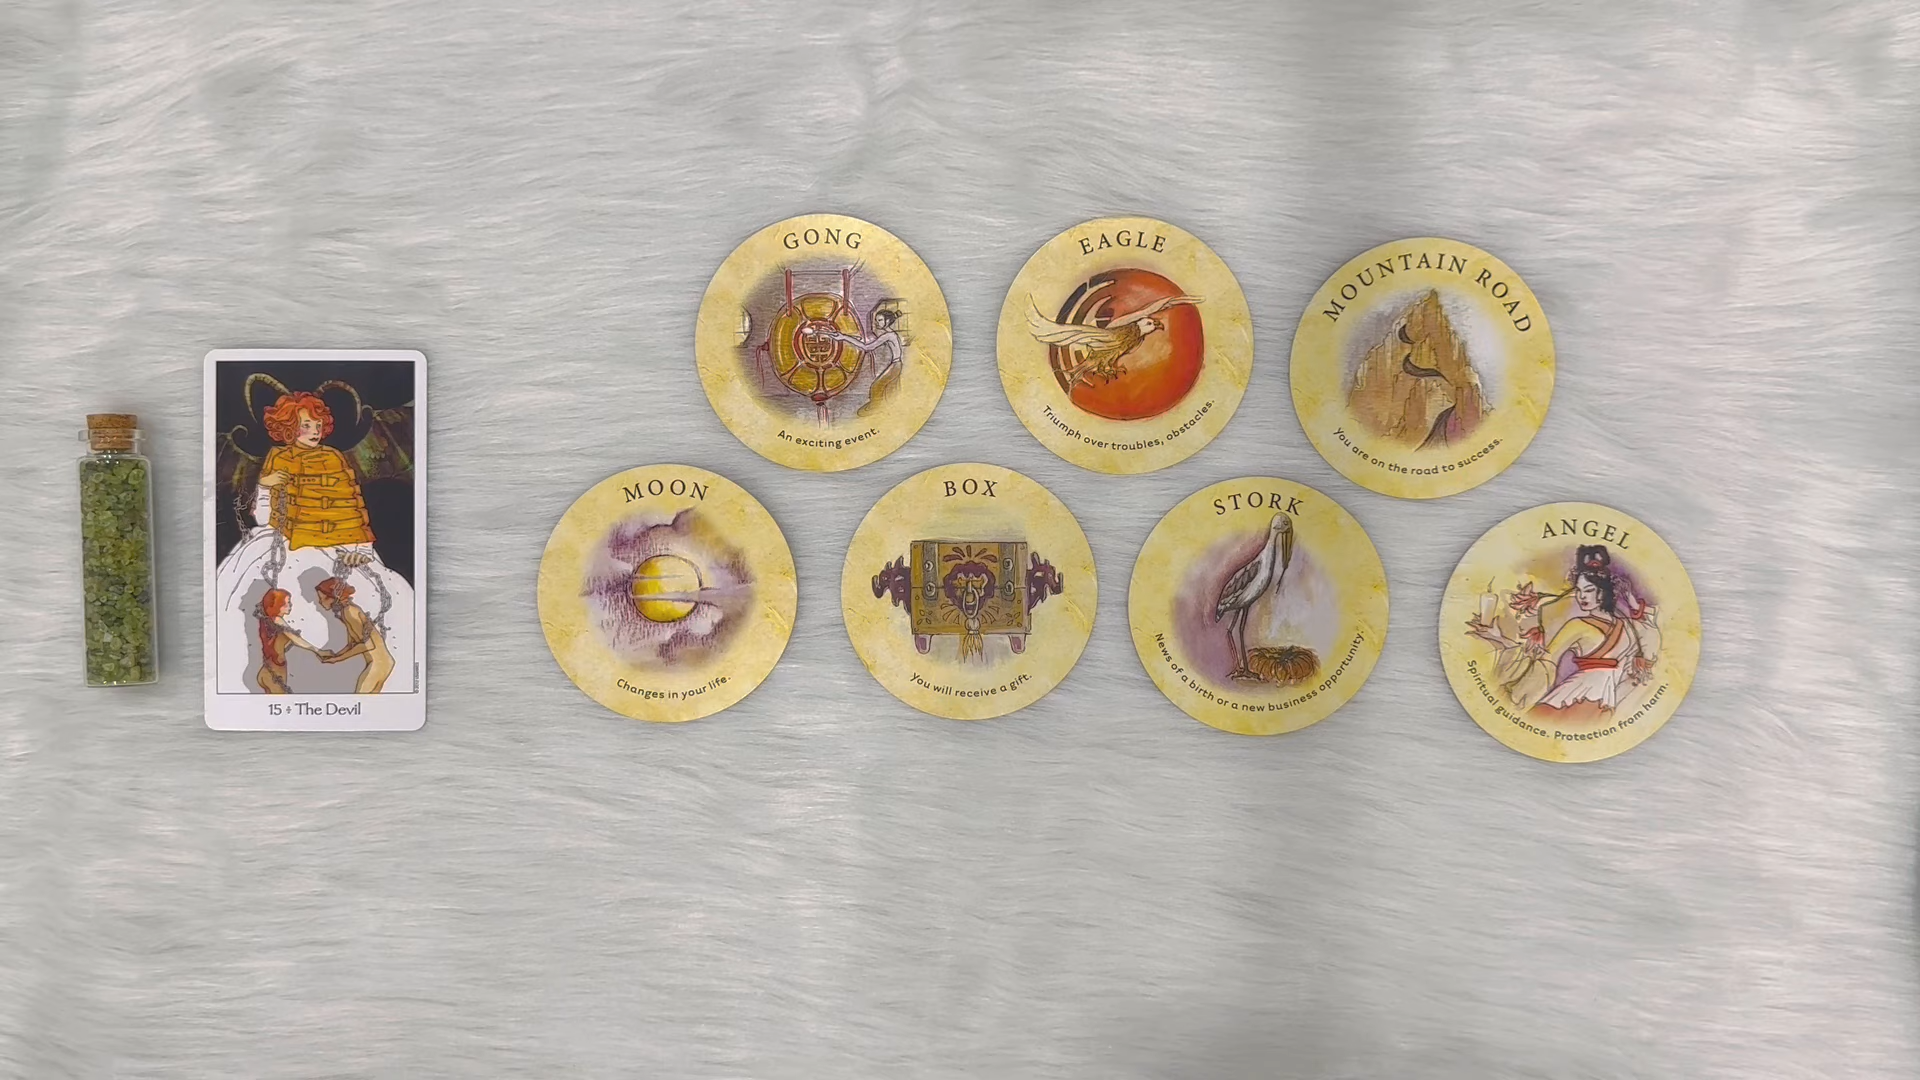 GONG
An exciting event.
EAGLE
Triumph over troubles, obstacles.
MOUNTAIN ROAD
You are on the road to success.
15 ÷ The Devil
MOON
Changes in your life.
BOX
You will receive a gift.
STORK
News of a birth or a new business opportunity.
ANGEL
Spiritual guidance. Protection from harm.